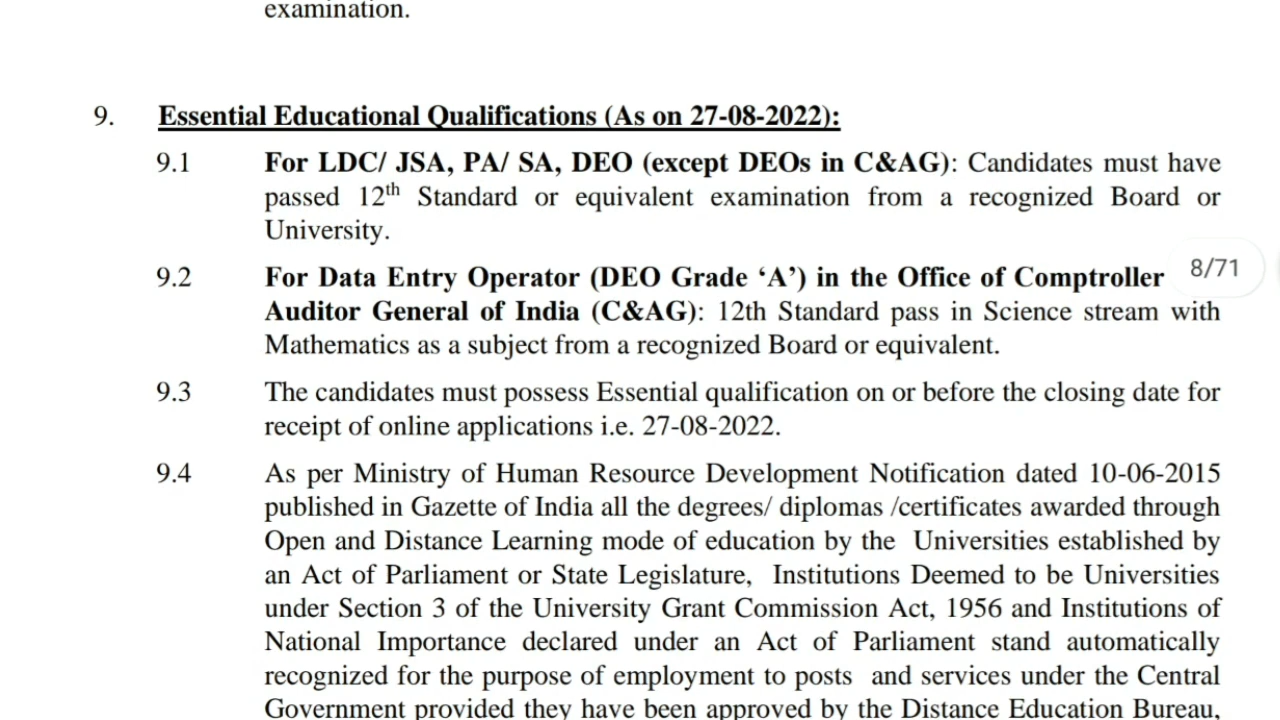 examination.
9. Essential Educational Qualifications (As on 27-08-2022):
9.1 For LDC/ JSA, PA/ SA, DEO (except DEOs in C&AG): Candidates must have
passed 12th Standard or equivalent examination from a recognized Board or
University.
9.2 For Data Entry Operator (DEO Grade ‘A’) in the Office of Comptroller
8/71
Auditor General of India (C&AG): 12th Standard pass in Science stream with
Mathematics as a subject from a recognized Board or equivalent.
9.3 The candidates must possess Essential qualification on or before the closing date for
receipt of online applications i.e. 27-08-2022.
9.4 As per Ministry of Human Resource Development Notification dated 10-06-2015
published in Gazette of India all the degrees/ diplomas /certificates awarded through
Open and Distance Learning mode of education by the Universities established by
an Act of Parliament or State Legislature, Institutions Deemed to be Universities
under Section 3 of the University Grant Commission Act, 1956 and Institutions of
National Importance declared under an Act of Parliament stand automatically
recognized for the purpose of employment to posts and services under the Central
Government provided they have been approved by the Distance Education Bureau,